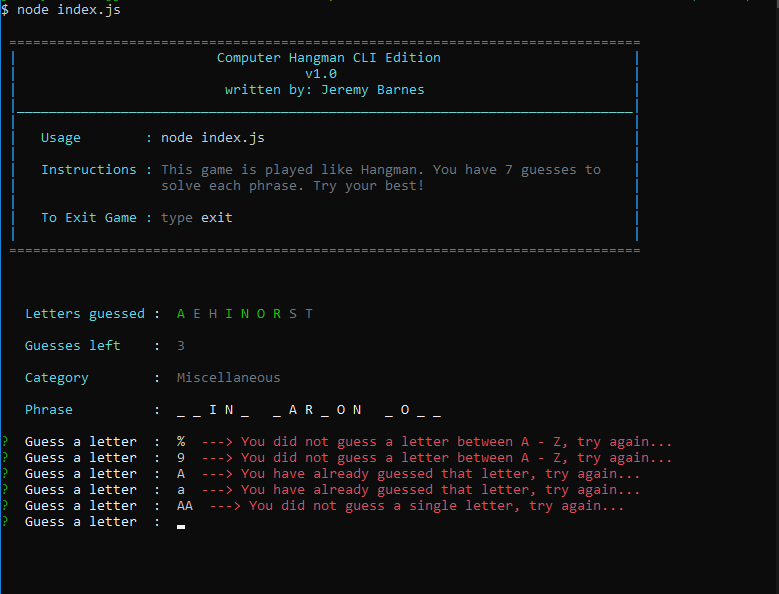 $ node index.js
================================================================================
Computer Hangman CLI Edition
v1.0
written by: Jeremy Barnes
Usage : node index.js
Instructions : This game is played like Hangman. You have 7 guesses to
solve each phrase. Try your best!
To Exit Game : type exit
================================================================================
Letters guessed : A E H I N O R S T
Guesses left : 3
Category : Miscellaneous
Phrase : _ _ I N _ _ A R _ O N _ O _ _
? Guess a letter : % ---> You did not guess a letter between A - Z, try again...
? Guess a letter : 9 ---> You did not guess a letter between A - Z, try again...
? Guess a letter : A ---> You have already guessed that letter, try again...
? Guess a letter : a ---> You have already guessed that letter, try again...
? Guess a letter : AA ---> You did not guess a single letter, try again...
? Guess a letter :